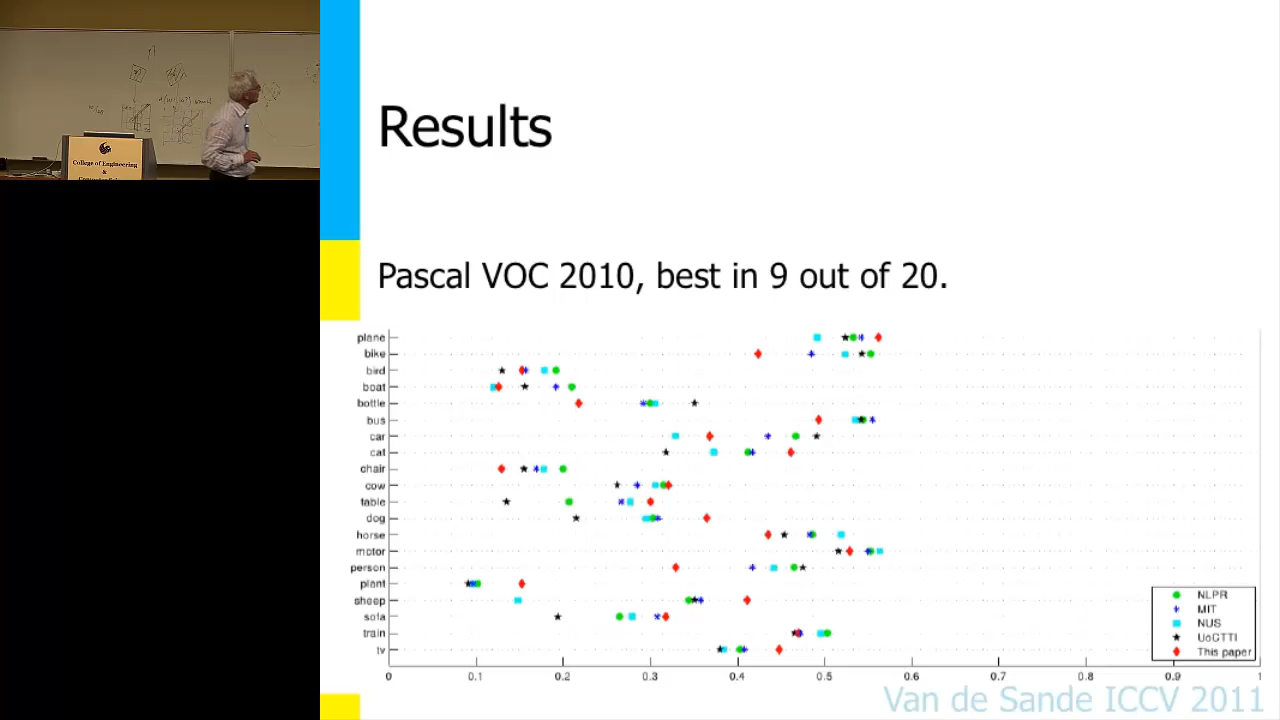 College of Engineering
&
Results
Pascal VOC 2010, best in 9 out of 20.
plane
bike
bird
boat
bottle
bus
car
cat
chair
cow
table
dog
horse
motor
person
plant
sheep
sofa
train
tv
0 0.1 0.2 0.3 0.4 0.5 0.6 0.7 0.8 0.9 1
NLPR
MIT
NUS
UoCTTI
This paper
Van de Sande ICCV 2011